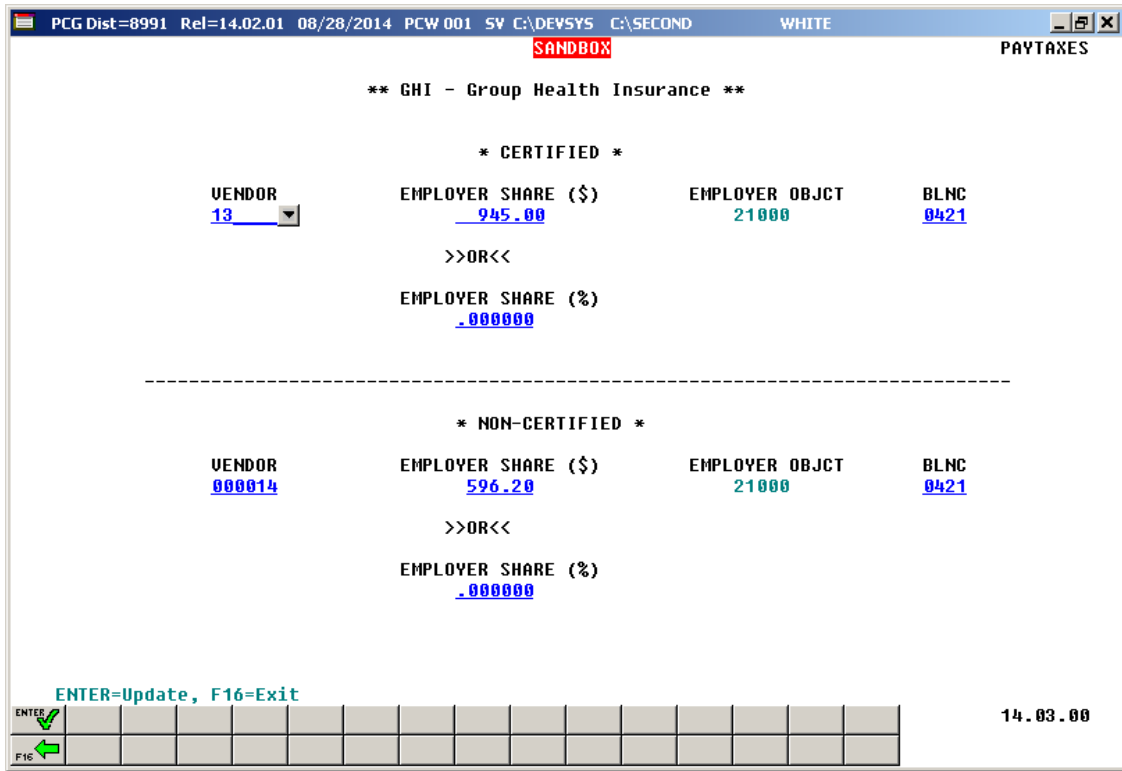 PCG Dist=8991 Rel=14.02.01 08/28/2014 PCW 001 SV C:\DEVSYS C:\SECOND WHITE
SANDBOX PAYTAXES
** GHI - Group Health Insurance **
* CERTIFIED *
VENDOR EMPLOYER SHARE ($) EMPLOYER OBJCT BLNC
13____ __945.00 21000 0421
>>OR<<
EMPLOYER SHARE (%)
.000000
--------------------------------------------------------------------------------
* NON-CERTIFIED *
VENDOR EMPLOYER SHARE ($) EMPLOYER OBJCT BLNC
000014 596.20 21000 0421
>>OR<<
EMPLOYER SHARE (%)
.000000
ENTER=Update, F16=Exit
ENTER 14.03.00
F16